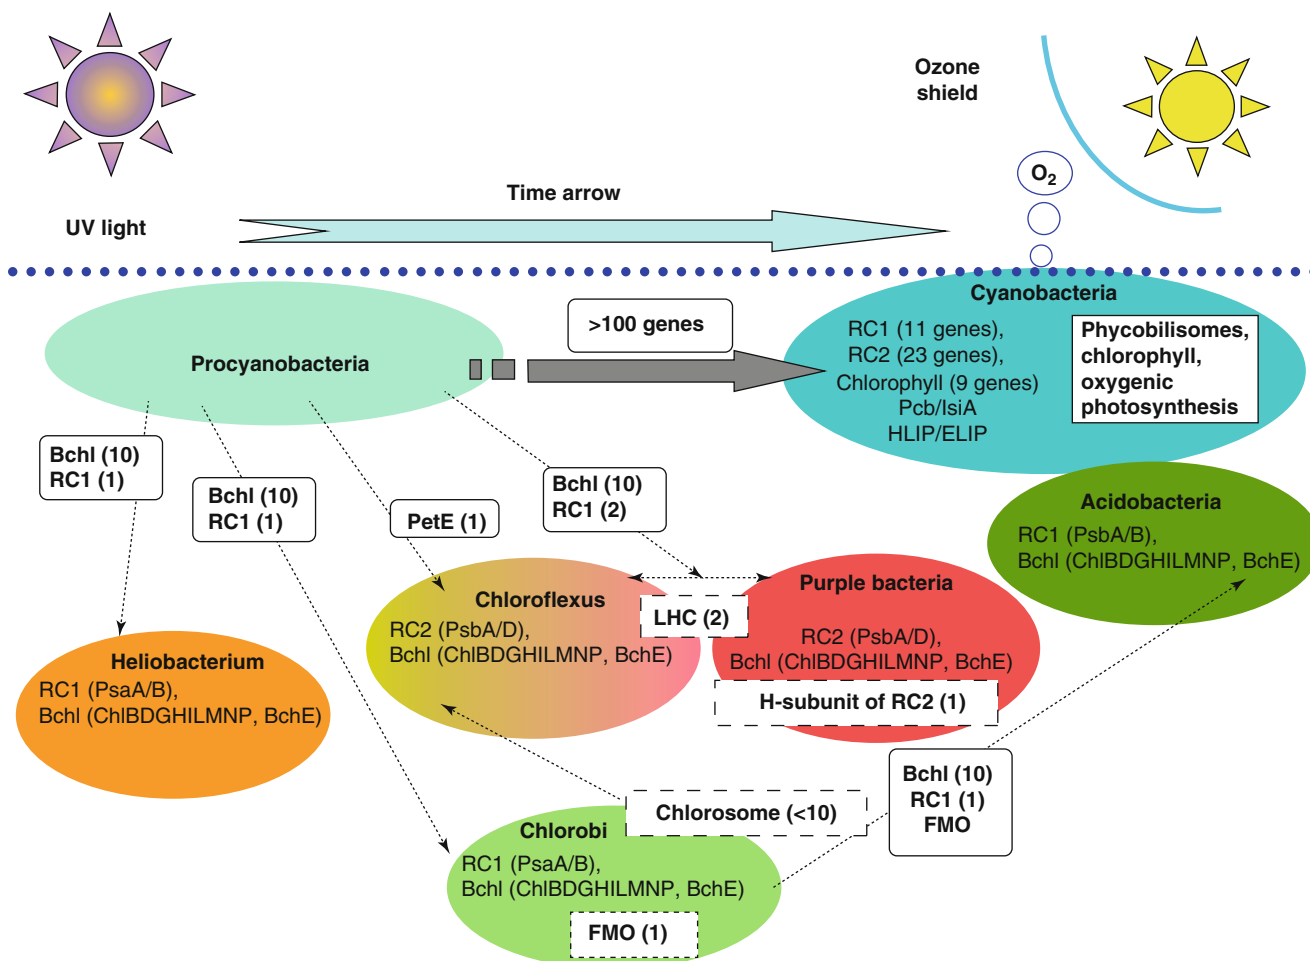 Ozone
shield
O2
Time arrow
UV light
Cyanobacteria
>100 genes
RC1 (11 genes),
RC2 (23 genes),
Chlorophyll (9 genes)
Pcb/IsiA
HLIP/ELIP
Phycobilisomes,
chlorophyll,
oxygenic
photosynthesis
Procyanobacteria
Bchl (10)
RC1 (1)
Bchl (10)
RC1 (1)
PetE (1)
Bchl (10)
RC1 (2)
Acidobacteria
RC1 (PsbA/B),
Bchl (ChlBDGHILMNP, BchE)
Chloroflexus
RC2 (PsbA/D),
Bchl (ChlBDGHILMNP, BchE)
LHC (2)
Purple bacteria
RC2 (PsbA/D),
Bchl (ChlBDGHILMNP, BchE)
H-subunit of RC2 (1)
Heliobacterium
RC1 (PsaA/B),
Bchl (ChlBDGHILMNP, BchE)
Bchl (10)
RC1 (1)
FMO
Chlorosome (<10)
Chlorobi
RC1 (PsaA/B),
Bchl (ChlBDGHILMNP, BchE)
FMO (1)